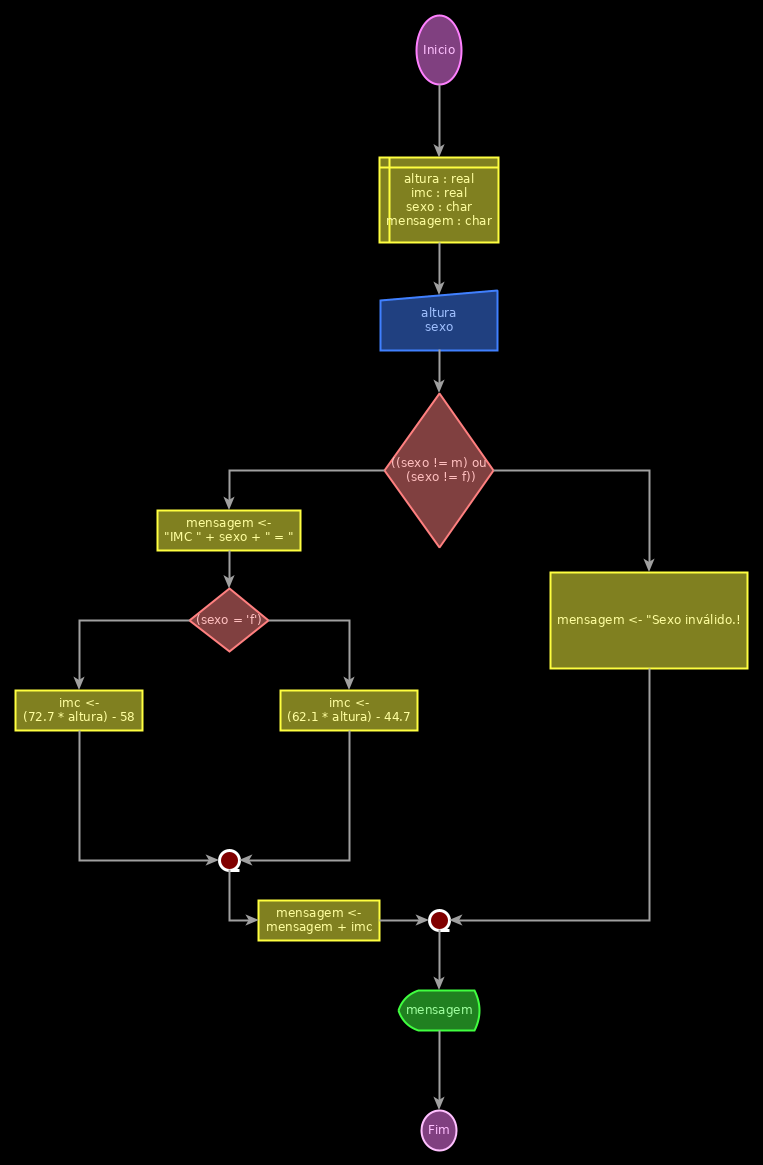 Inicio
altura : real
imc : real
sexo : char
mensagem : char
altura
sexo
((sexo != m) ou
(sexo != f))
mensagem <-
"IMC " + sexo + " = "
(sexo = 'f')
mensagem <- "Sexo inválido.!
imc <-
(72.7 * altura) - 58
imc <-
(62.1 * altura) - 44.7
mensagem <-
mensagem + imc
mensagem
Fim